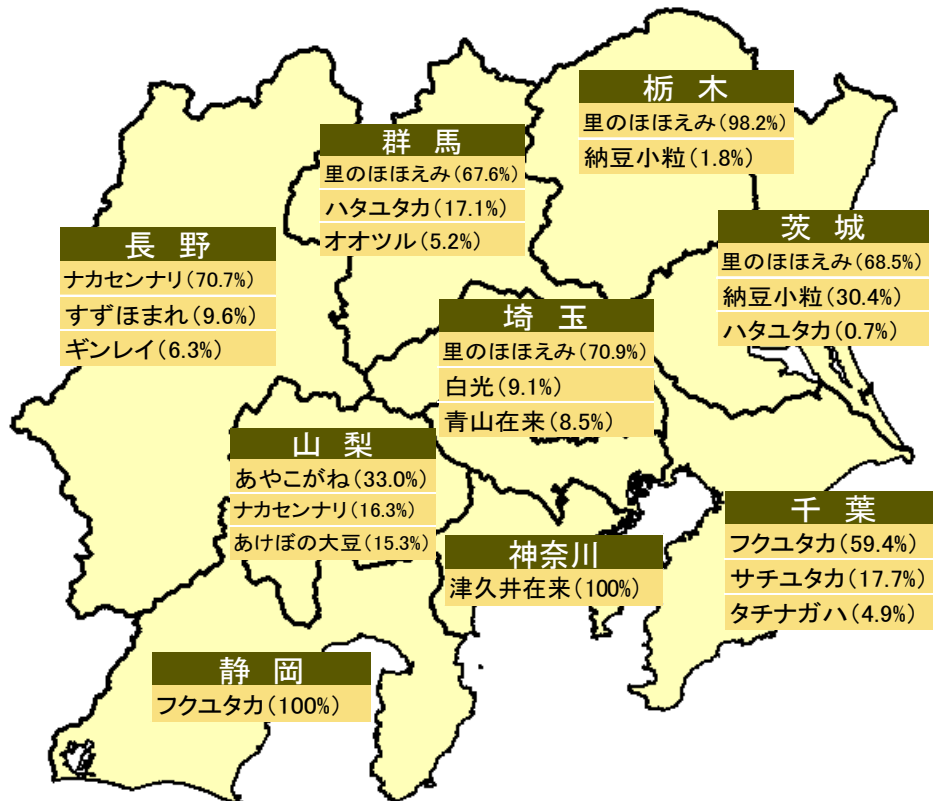 栃 木
里のほほえみ(98.2%)
納豆小粒(1.8%)
群 馬
里のほほえみ(67.6%)
ハタユタカ(17.1%)
オオツル(5.2%)
茨 城
里のほほえみ(68.5%)
納豆小粒(30.4%)
ハタユタカ(0.7%)
長 野
ナカセンナリ(70.7%)
すずほまれ(9.6%)
ギンレイ(6.3%)
埼 玉
里のほほえみ(70.9%)
白光(9.1%)
青山在来(8.5%)
山 梨
あやこがね(33.0%)
ナカセンナリ(16.3%)
あけぼの大豆(15.3%)
千 葉
フクユタカ(59.4%)
サチユタカ(17.7%)
タチナガハ(4.9%)
神奈川
津久井在来(100%)
静 岡
フクユタカ(100%)